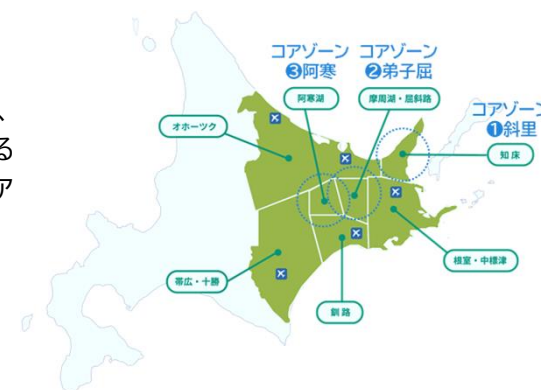 、
る
ア
コアゾーン
❸阿寒
コアゾーン
❷弟子屈
コアゾーン
❶斜里
阿寒湖
摩周湖・屈斜路
オホーツク
知床
根室・中標津
帯広・十勝
釧路